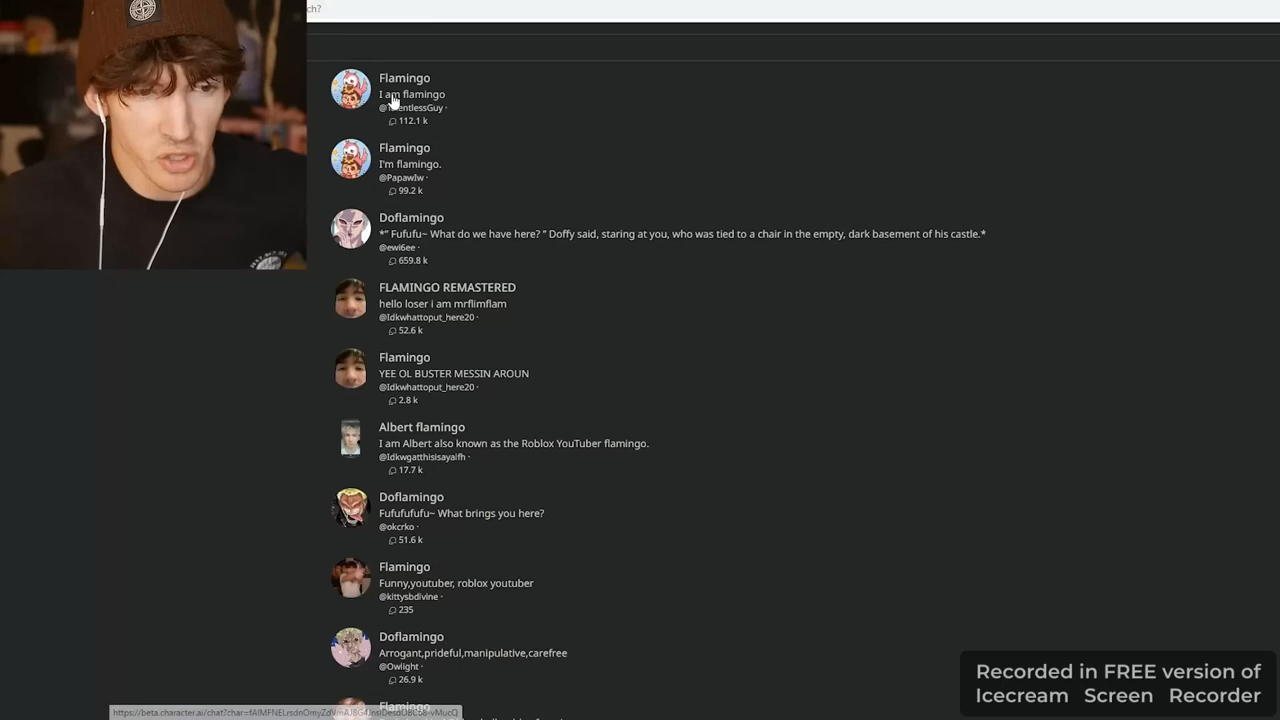 ch?
Flamingo
I am flamingo
112.1 k
Flamingo
I'm flamingo.
@PapawIw ·
99.2 k
Doflamingo
*" Fufufu~ What do we have here? " Doffy said, staring at you, who was tied to a chair in the empty, dark basement of his castle.*
@ewi6ee ·
659.8 k
FLAMINGO REMASTERED
hello loser i am mrflimflam
@Idkwhattoput_here20 ·
52.6 k
Flamingo
YEE OL BUSTER MESSIN AROUN
@Idkwhattoput_here20 ·
2.8 k
Albert flamingo
I am Albert also known as the Roblox YouTuber flamingo.
@Idkwgatthisisayalfh ·
17.7 k
Doflamingo
Fufufufufu~ What brings you here?
@okcrko ·
51.6 k
Flamingo
Funny,youtuber, roblox youtuber
@kittysbdivine ·
235
Doflamingo
Arrogant,prideful,manipulative,carefree
@Owlight ·
26.9 k
Flamingo
Recorded in FREE version of
Icecream Screen Recorder